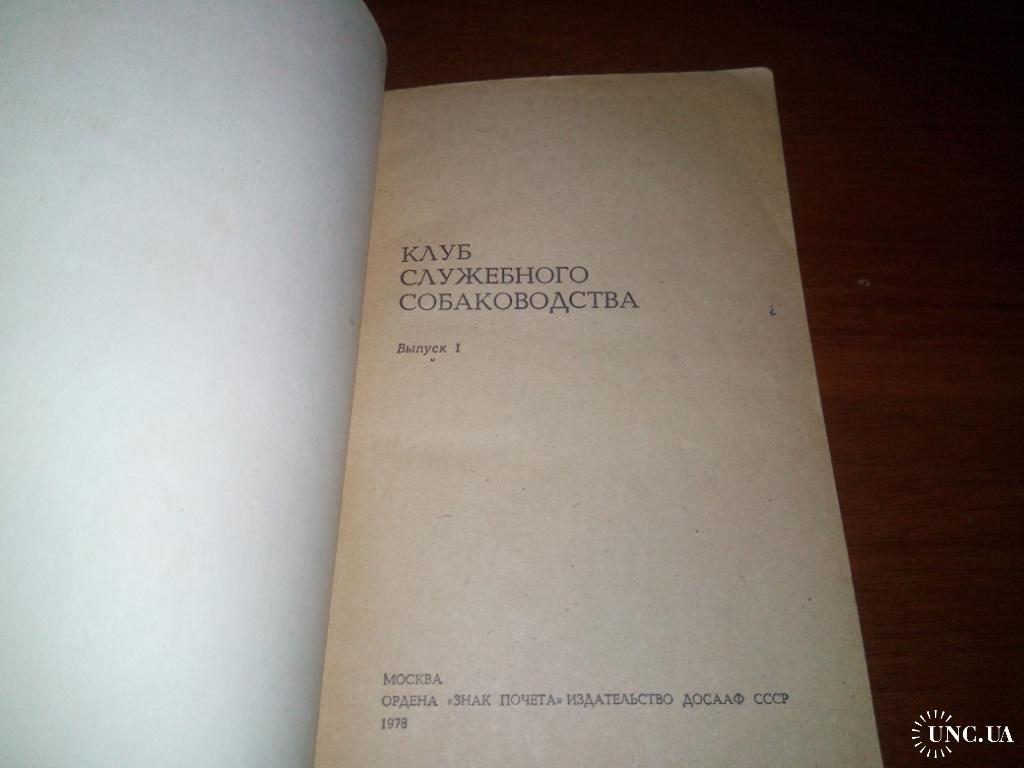 КЛУБ
СЛУЖЕБНОГО
СОБАКОВОДСТВА
Выпуск 1
МОСКВА
ОРДЕНА «ЗНАК ПОЧЕТА» ИЗДАТЕЛЬСТВО ДОСААФ СССР
1978
UNC.UA